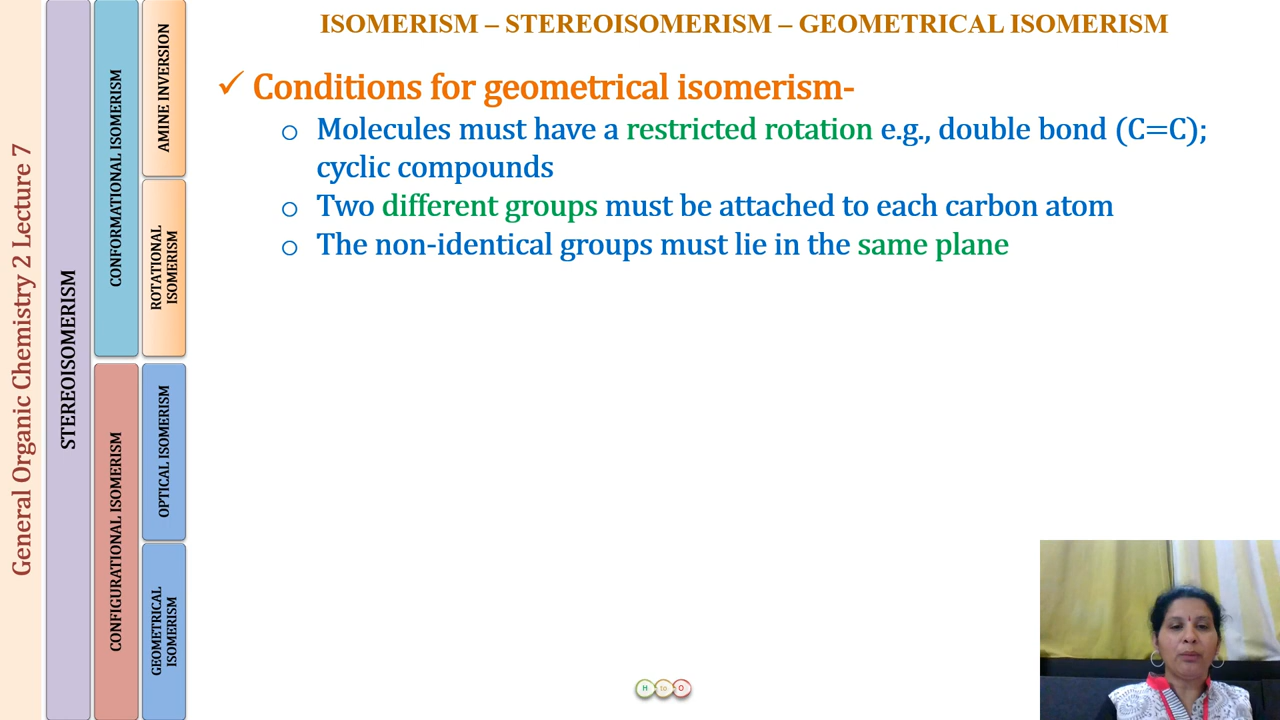 ISOMERISM – STEREOISOMERISM – GEOMETRICAL ISOMERISM
General Organic Chemistry 2 Lecture 7
STEREOISOMERISM
CONFORMATIONAL ISOMERISM
CONFIGURATIONAL ISOMERISM
AMINE INVERSION
ROTATIONAL
ISOMERISM
OPTICAL ISOMERISM
GEOMETRICAL
ISOMERISM
✓ Conditions for geometrical isomerism-
o Molecules must have a restricted rotation e.g., double bond (C=C);
cyclic compounds
o Two different groups must be attached to each carbon atom
o The non-identical groups must lie in the same plane
H to O